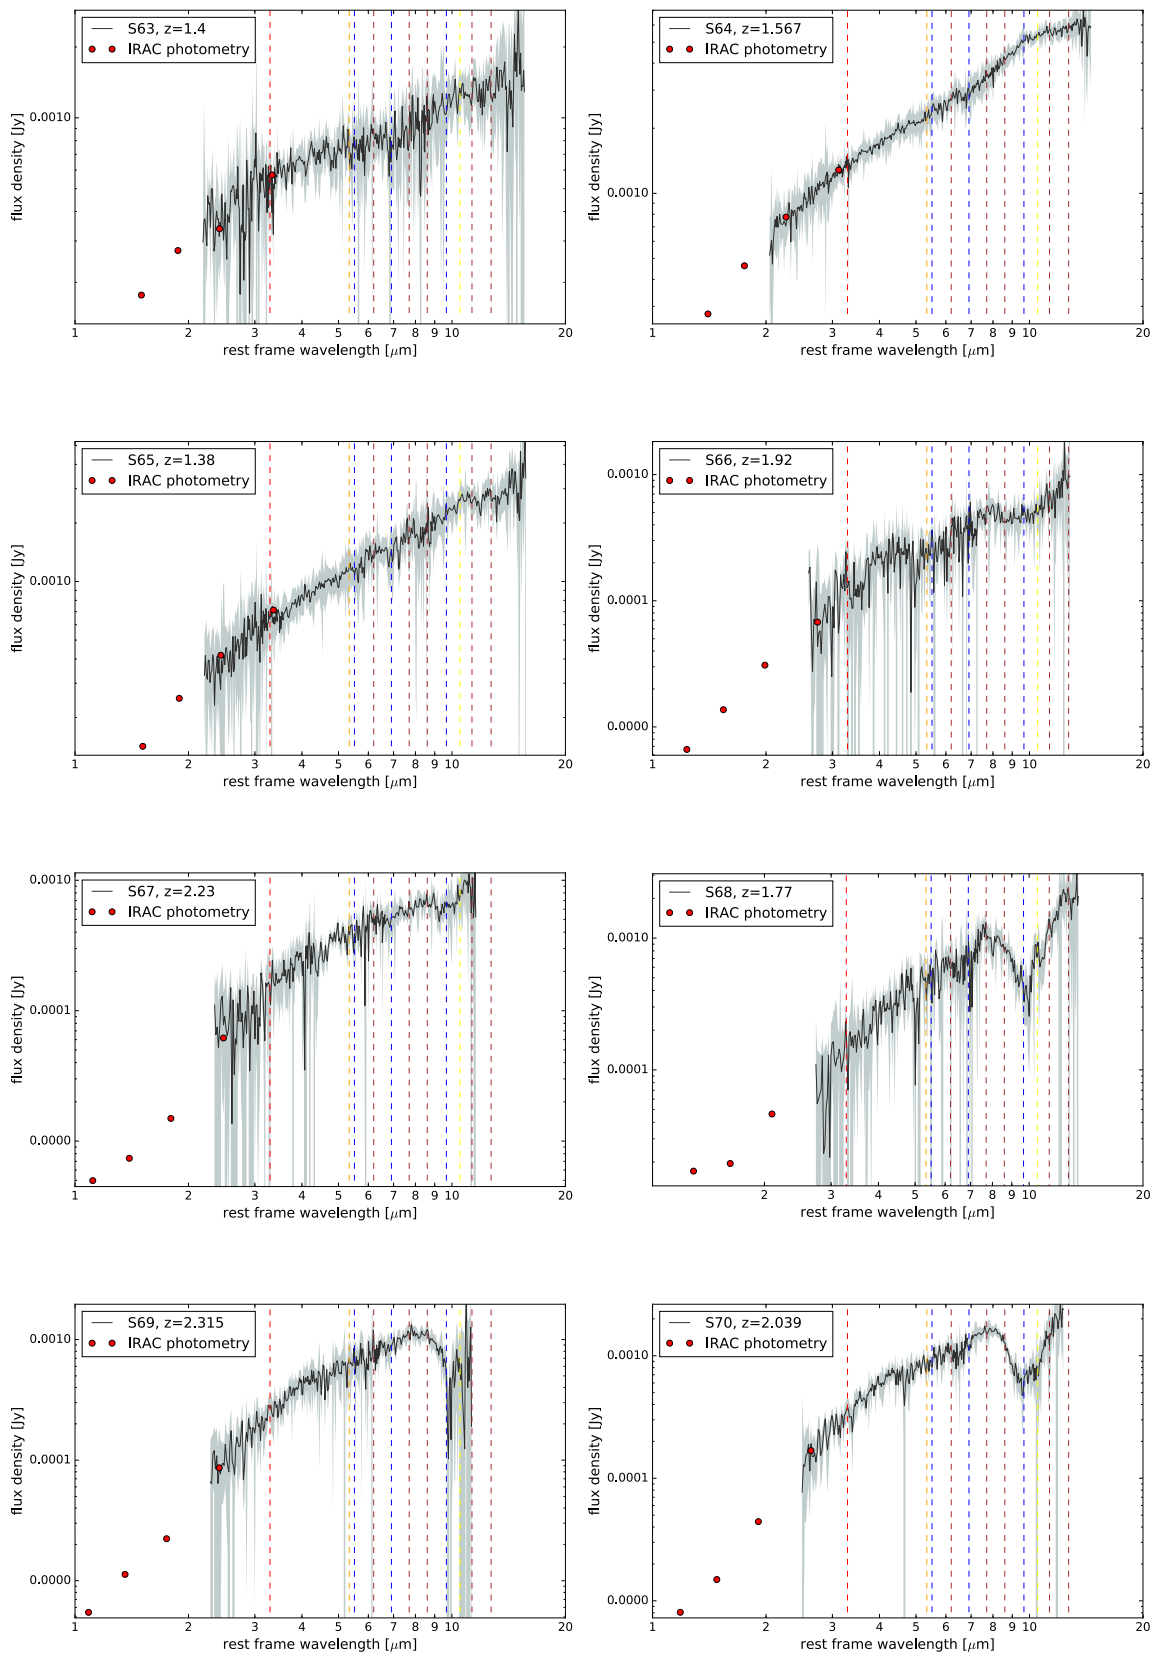 S63, z=1.4
IRAC photometry
0.0010
flux density [Jy]
1 2 3 4 5 6 7 8 9 10 20
rest frame wavelength [μm]
S64, z=1.567
IRAC photometry
0.0010
flux density [Jy]
1 2 3 4 5 6 7 8 9 10 20
rest frame wavelength [μm]
S65, z=1.38
IRAC photometry
0.0010
flux density [Jy]
1 2 3 4 5 6 7 8 9 10 20
rest frame wavelength [μm]
S66, z=1.92
IRAC photometry
0.0010
0.0001
0.0000
flux density [Jy]
1 2 3 4 5 6 7 8 9 10 20
rest frame wavelength [μm]
S67, z=2.23
IRAC photometry
0.0010
0.0001
0.0000
flux density [Jy]
1 2 3 4 5 6 7 8 9 10 20
rest frame wavelength [μm]
S68, z=1.77
IRAC photometry
0.0010
0.0001
flux density [Jy]
1 2 3 4 5 6 7 8 9 10 20
rest frame wavelength [μm]
S69, z=2.315
IRAC photometry
0.0010
0.0001
0.0000
flux density [Jy]
1 2 3 4 5 6 7 8 9 10 20
rest frame wavelength [μm]
S70, z=2.039
IRAC photometry
0.0010
0.0001
0.0000
flux density [Jy]
1 2 3 4 5 6 7 8 9 10 20
rest frame wavelength [μm]